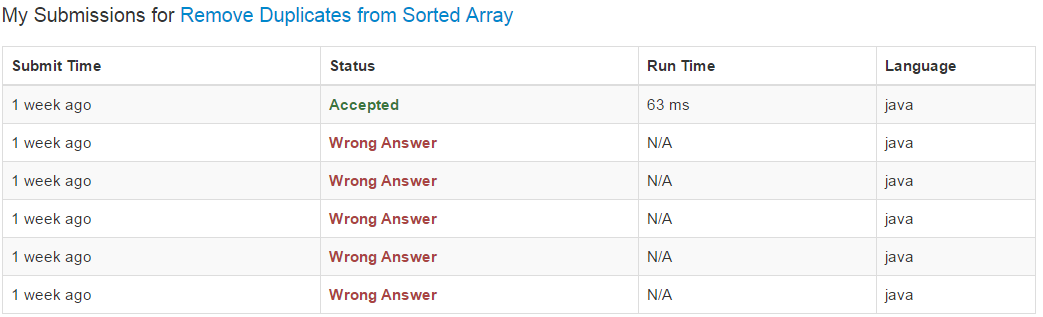 My Submissions for Remove Duplicates from Sorted Array
Submit Time Status Run Time Language
1 week ago Accepted 63 ms java
1 week ago Wrong Answer N/A java
1 week ago Wrong Answer N/A java
1 week ago Wrong Answer N/A java
1 week ago Wrong Answer N/A java
1 week ago Wrong Answer N/A java